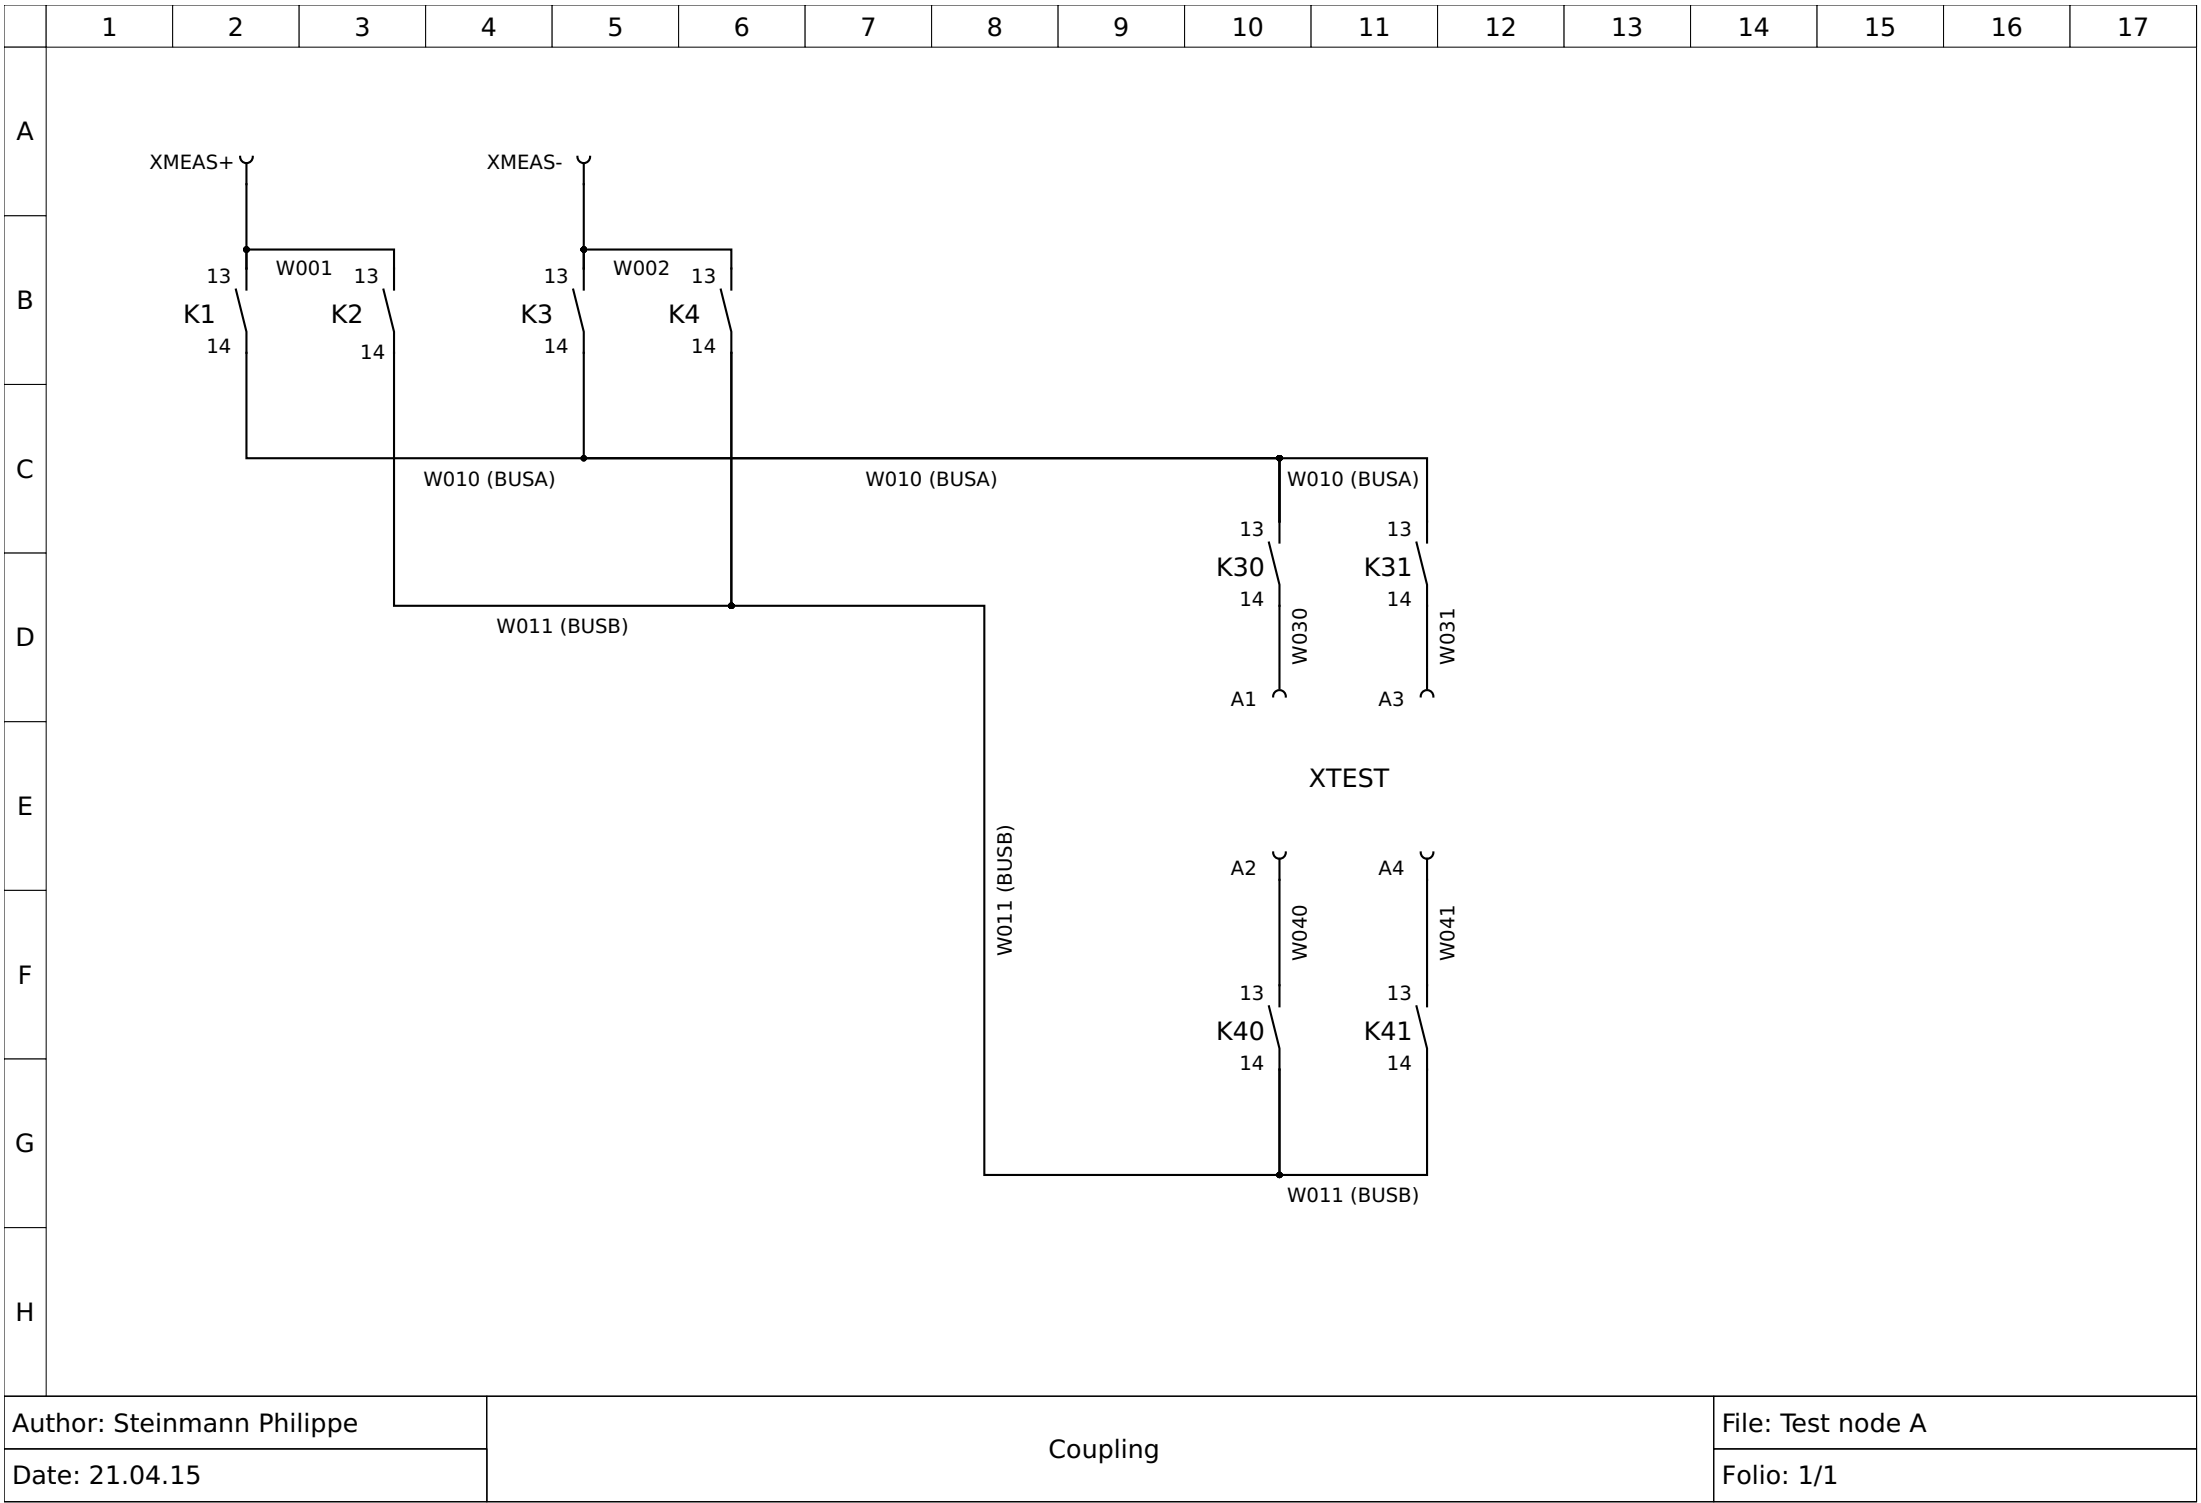 1 2 3 4 5 6 7 8 9 10 11 12 13 14 15 16 17
A
XMEAS+ XMEAS-
W001 W002
13 13 13 13
B
K1 K2 K3 K4
14 14 14 14
C
W010 (BUSA) W010 (BUSA) W010 (BUSA)
13 13
K30 K31
14 14
W030 W031
D
W011 (BUSB)
A1 A3
XTEST
E
W011 (BUSB)
A2 A4
W040 W041
F
13 13
K40 K41
14 14
G
W011 (BUSB)
H
Author: Steinmann Philippe
Date: 21.04.15
Coupling
File: Test node A
Folio: 1/1